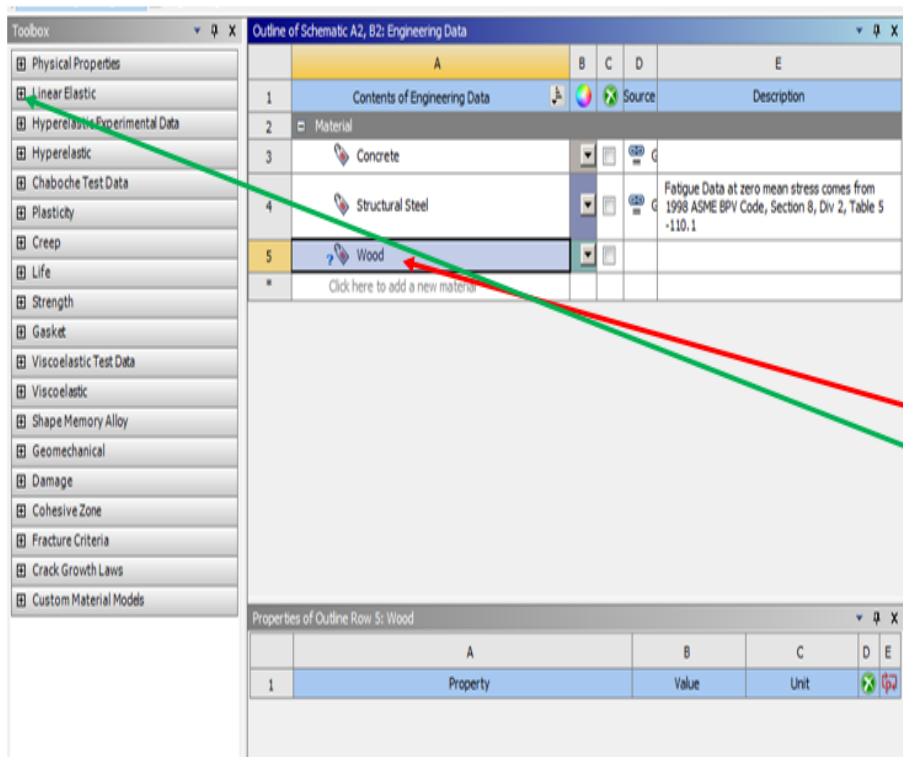 Toolbox
Physical Properties
Linear Elastic
Hyperelastic Experimental Data
Hyperelastic
Chaboche Test Data
Plasticity
Creep
Life
Strength
Gasket
Viscoelastic Test Data
Viscoelastic
Shape Memory Alloy
Geomechanical
Damage
Cohesive Zone
Fracture Criteria
Crack Growth Laws
Custom Material Models
Outline of Schematic A2, B2: Engineering Data
A B C D E
1 Contents of Engineering Data Source Description
2 Material
3 Concrete
4 Structural Steel
Fatigue Data at zero mean stress comes from
1998 ASME BPV Code, Section 8, Div 2, Table 5
-110.1
5 ? Wood
* Click here to add a new material
Properties of Outline Row 5: Wood
A B C D E
1 Property Value Unit